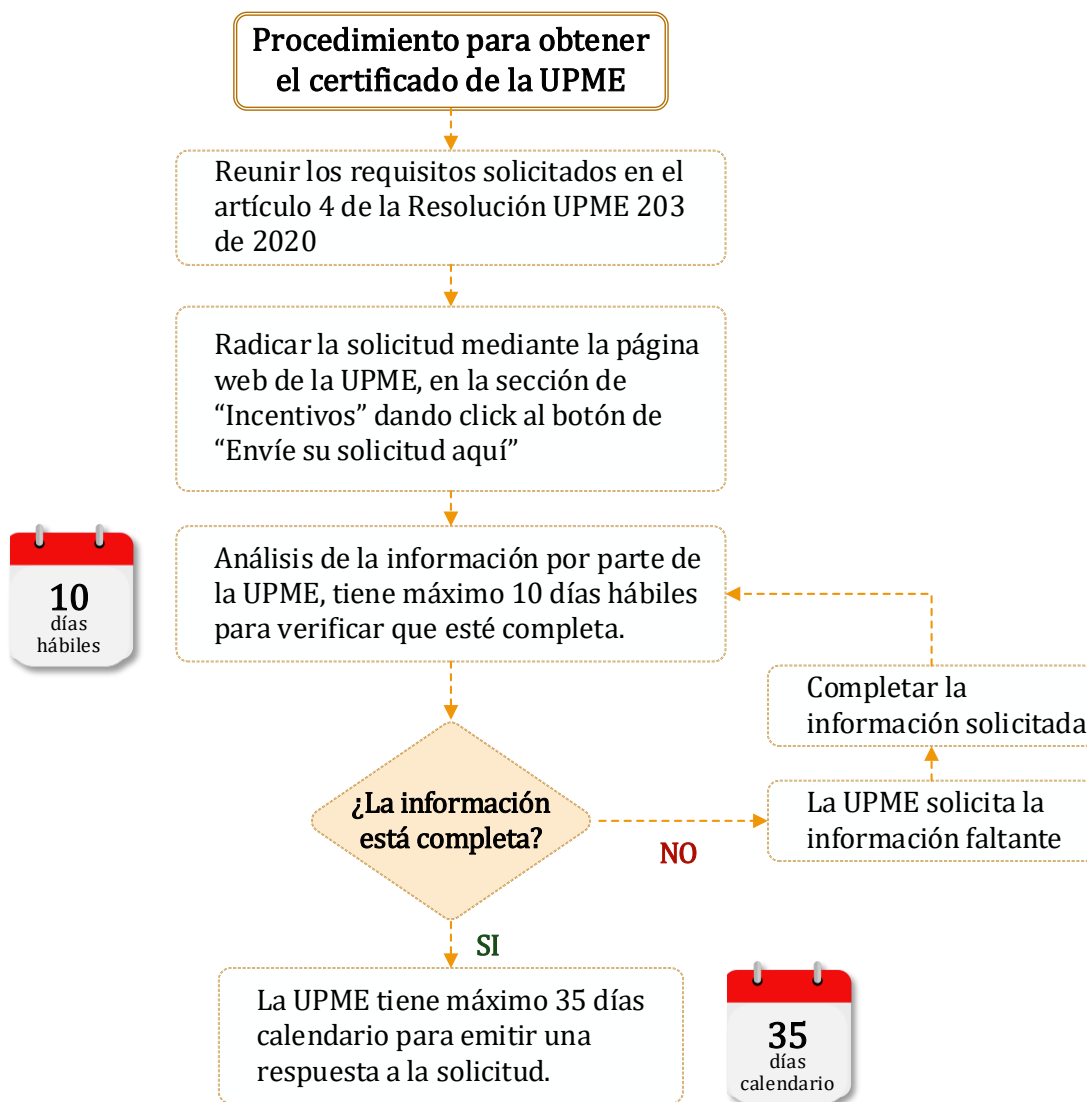 Procedimiento para obtener
el certificado de la UPME
Reunir los requisitos solicitados en el
artículo 4 de la Resolución UPME 203
de 2020
Radicar la solicitud mediante la página
web de la UPME, en la sección de
“Incentivos” dando click al botón de
“Envíe su solicitud aquí”
10
días
hábiles
Análisis de la información por parte de
la UPME, tiene máximo 10 días hábiles
para verificar que esté completa.
Completar la
información solicitada
¿La información
está completa?
NO
La UPME solicita la
información faltante
SI
La UPME tiene máximo 35 días
calendario para emitir una
respuesta a la solicitud.
35
días
calendario